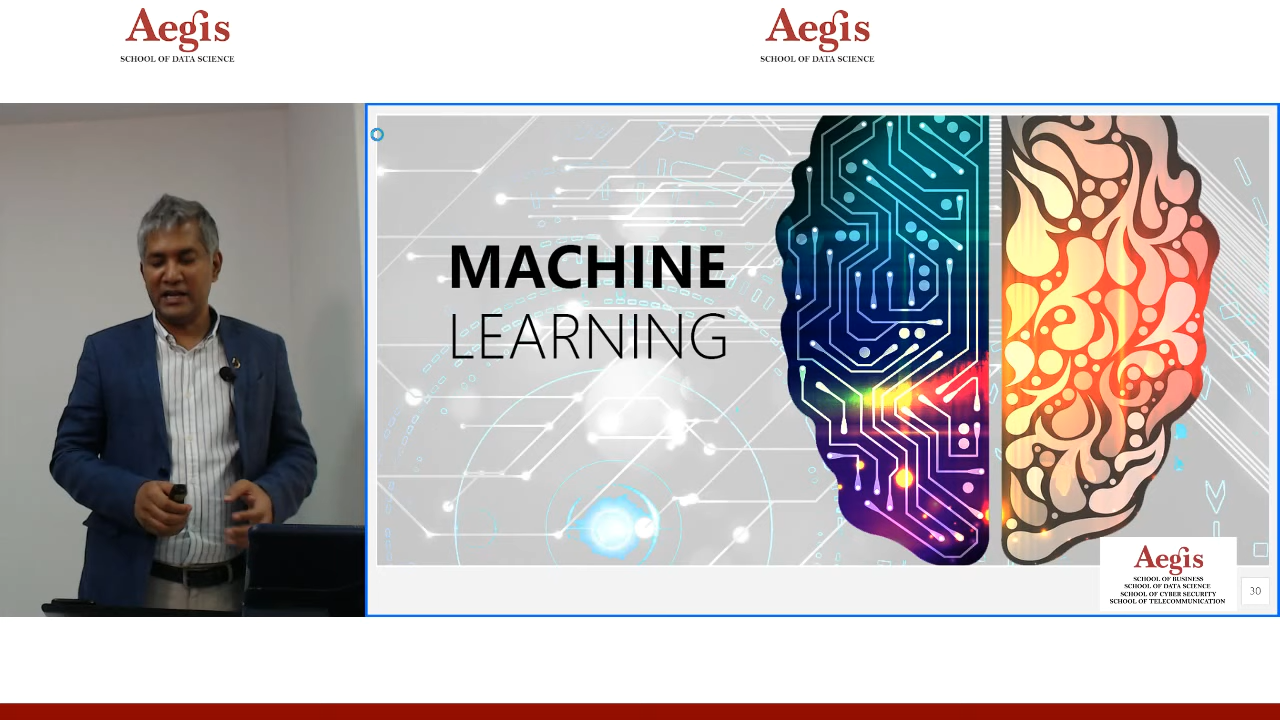 Aegis
SCHOOL OF DATA SCIENCE
Aegis
SCHOOL OF DATA SCIENCE
MACHINE
LEARNING
Aegis
SCHOOL OF BUSINESS
SCHOOL OF DATA SCIENCE
SCHOOL OF CYBER SECURITY
SCHOOL OF TELECOMMUNICATION
30